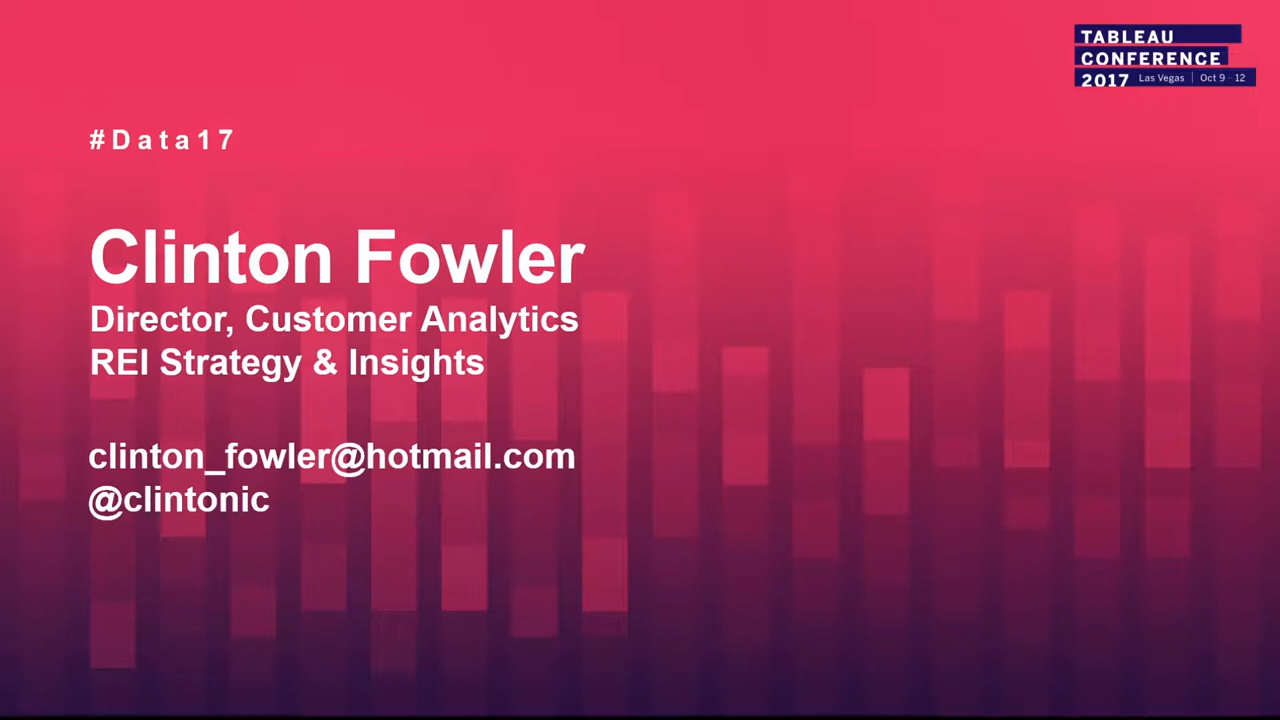 TABLEAU
CONFERENCE
2017 Las Vegas | Oct 9 - 12
#Data17
Clinton Fowler
Director, Customer Analytics
REI Strategy & Insights
clinton_fowler@hotmail.com
@clintonic